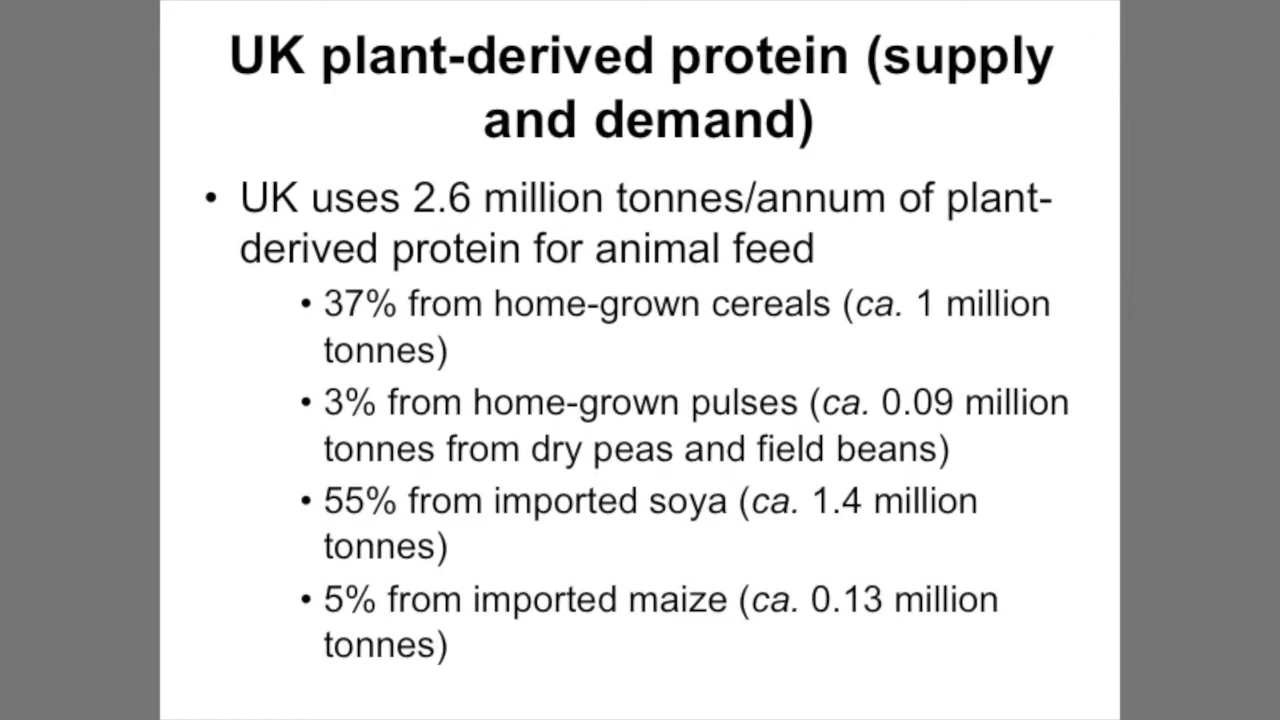 UK plant-derived protein (supply
and demand)
• UK uses 2.6 million tonnes/annum of plant-
derived protein for animal feed
• 37% from home-grown cereals (ca. 1 million
tonnes)
• 3% from home-grown pulses (ca. 0.09 million
tonnes from dry peas and field beans)
• 55% from imported soya (ca. 1.4 million
tonnes)
• 5% from imported maize (ca. 0.13 million
tonnes)